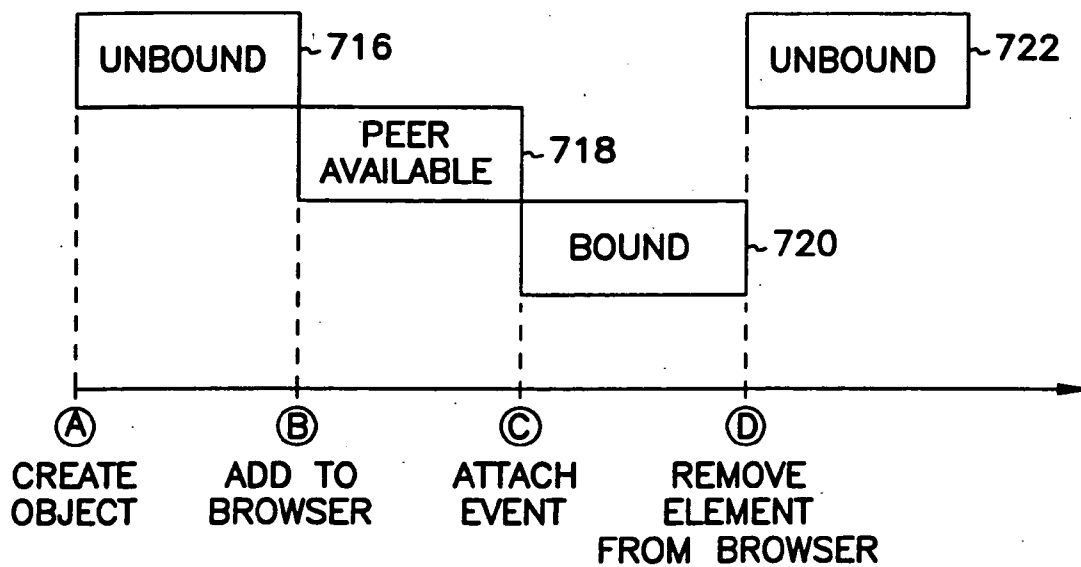 UNBOUND
716
UNBOUND
722
PEER
AVAILABLE
718
BOUND
720
A
B
C
D
CREATE
OBJECT
ADD TO
BROWSER
ATTACH
EVENT
REMOVE
ELEMENT
FROM BROWSER